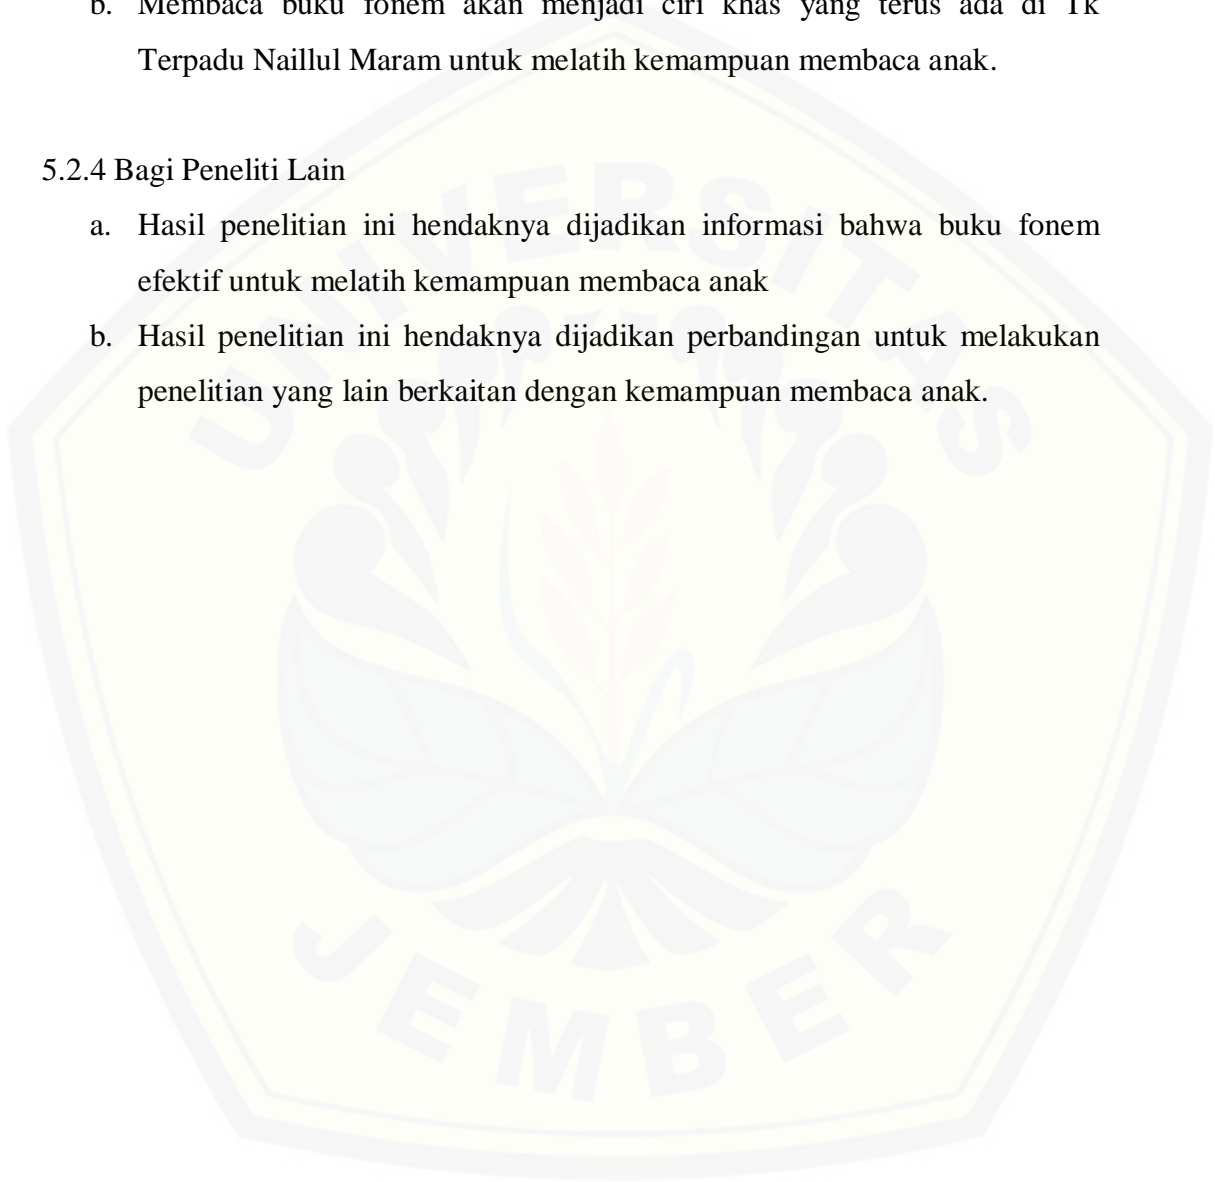 b. Membaca buku fonem akan menjadi ciri khas yang terus ada di Tk
Terpadu Naillul Maram untuk melatih kemampuan membaca anak.
5.2.4 Bagi Peneliti Lain
a. Hasil penelitian ini hendaknya dijadikan informasi bahwa buku fonem
efektif untuk melatih kemampuan membaca anak
b. Hasil penelitian ini hendaknya dijadikan perbandingan untuk melakukan
penelitian yang lain berkaitan dengan kemampuan membaca anak.
UNIVERSITAS
JEMBER